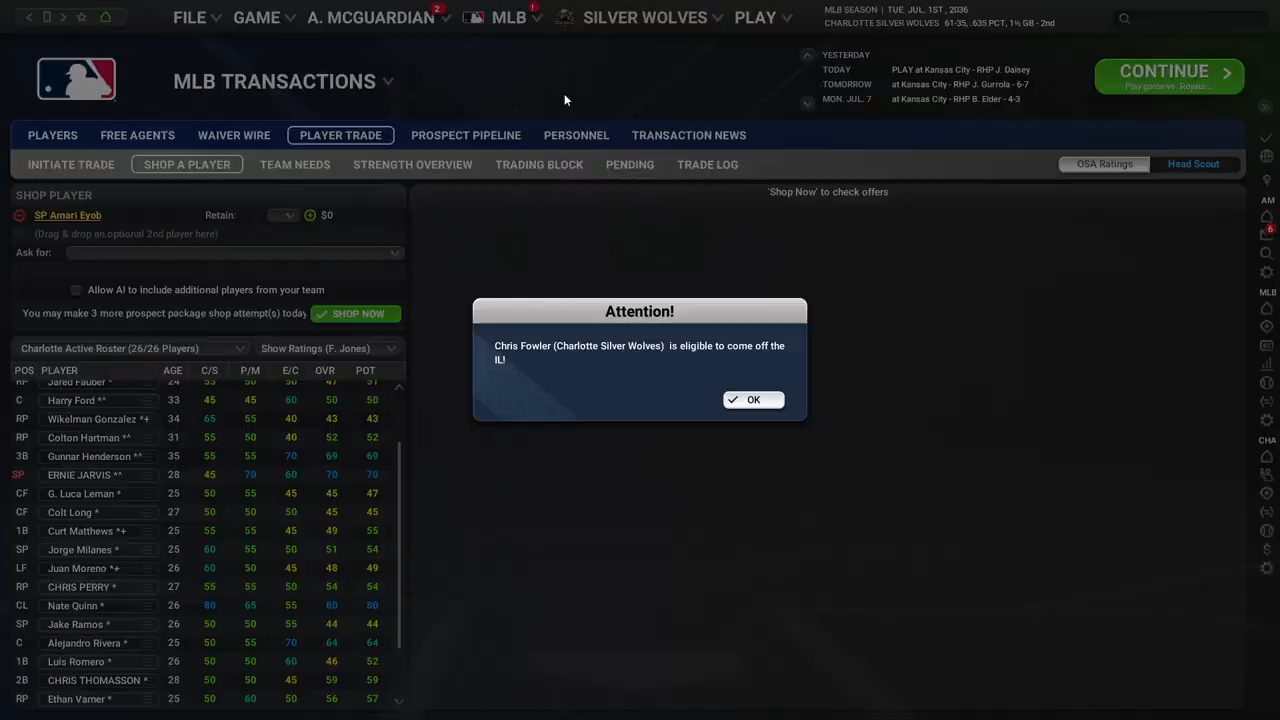 FILE GAME A. MCGUARDIAN 2 MLB ! SILVER WOLVES PLAY
MLB SEASON | TUE. JUL. 1ST , 2036
CHARLOTTE SILVER WOLVES 61-35, .635 PCT, 1½ GB - 2nd
MLB TRANSACTIONS
YESTERDAY
TODAY PLAY at Kansas City - RHP J. Daisey
TOMORROW at Kansas City - RHP J. Gurrola - 6-7
MON. JUL. 7 at Kansas City - RHP B. Elder - 4-3
CONTINUE
Play game vs. Royals...
PLAYERS FREE AGENTS WAIVER WIRE PLAYER TRADE PROSPECT PIPELINE PERSONNEL TRANSACTION NEWS
INITIATE TRADE SHOP A PLAYER TEAM NEEDS STRENGTH OVERVIEW TRADING BLOCK PENDING TRADE LOG OSA Ratings Head Scout
SHOP PLAYER
'Shop Now' to check offers
SP Amari Eyob Retain: $0
(Drag & drop an optional 2nd player here)
Ask for:
Allow AI to include additional players from your team
You may make 3 more prospect package shop attempt(s) today SHOP NOW
Charlotte Active Roster (26/26 Players) Show Ratings (F. Jones)
POS PLAYER AGE C/S P/M E/C OVR POT
RP Jared Fauber * 24 55 50 50 47 51
C Harry Ford *^ 33 45 45 60 50 50
RP Wikelman Gonzalez *+ 34 65 55 40 43 43
RP Colton Hartman *^ 31 55 50 40 52 52
3B Gunnar Henderson *^ 35 55 55 70 69 69
SP ERNIE JARVIS *^ 28 45 70 60 70 70
CF G. Luca Leman * 25 50 55 45 45 47
CF Colt Long * 27 50 50 50 45 45
1B Curt Matthews *+ 25 55 55 45 49 55
SP Jorge Milanes * 25 60 55 50 51 54
LF Juan Moreno *+ 26 60 50 45 48 49
RP CHRIS PERRY * 27 55 55 50 54 54
CL Nate Quinn * 26 80 65 55 80 80
SP Jake Ramos * 26 50 50 55 44 44
C Alejandro Rivera * 25 50 55 70 64 64
1B Luis Romero * 26 50 50 60 46 52
2B CHRIS THOMASSON * 28 50 50 45 59 59
RP Ethan Varner * 25 50 60 50 56 57
Attention!
Chris Fowler (Charlotte Silver Wolves) is eligible to come off the
IL!
OK
AM
6
MLB
CHA